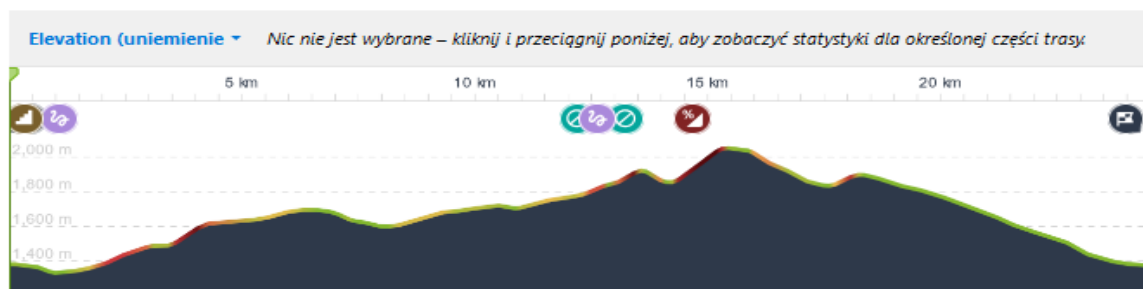 Elevation (uniemienie Nic nie jest wybrane – kliknij i przeciągnij poniżej, aby zobaczyć statystyki dla określonej części trasy.
5 km 10 km 15 km 20 km
%
2,000 m
1,800 m
1,600 m
1,400 m